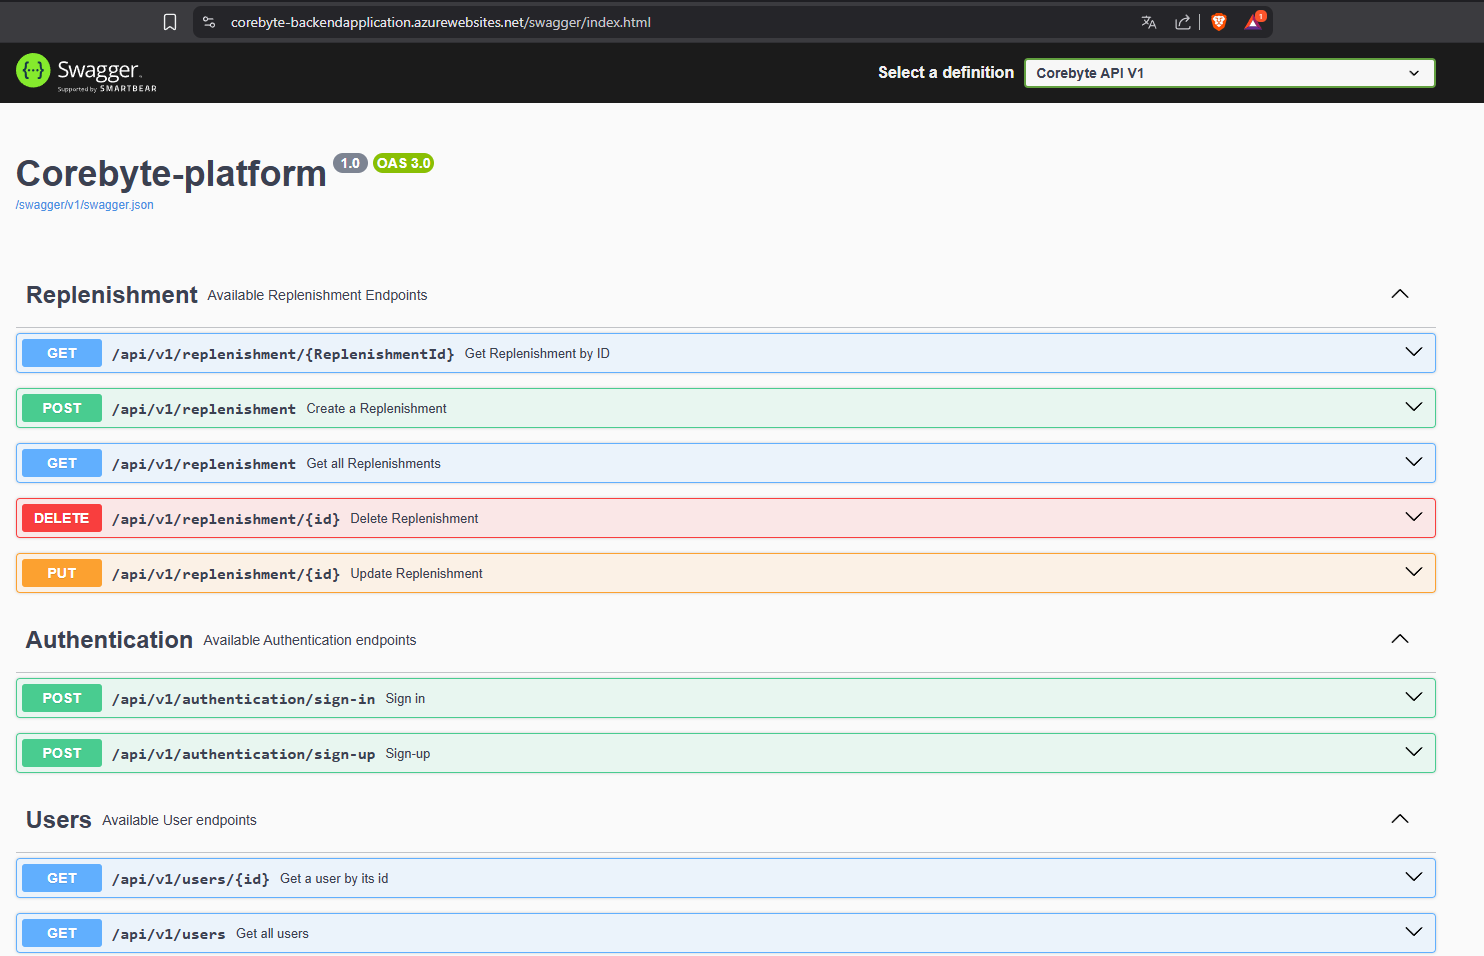 corebyte-backendapplication.azurewebsites.net/swagger/index.html
1
Swagger.
Supported by SMARTBEAR
Select a definition
Corebyte API V1
Corebyte-platform 1.0 OAS 3.0
/swagger/v1/swagger.json
Replenishment Available Replenishment Endpoints
GET /api/v1/replenishment/{ReplenishmentId} Get Replenishment by ID
POST /api/v1/replenishment Create a Replenishment
GET /api/v1/replenishment Get all Replenishments
DELETE /api/v1/replenishment/{id} Delete Replenishment
PUT /api/v1/replenishment/{id} Update Replenishment
Authentication Available Authentication endpoints
POST /api/v1/authentication/sign-in Sign in
POST /api/v1/authentication/sign-up Sign-up
Users Available User endpoints
GET /api/v1/users/{id} Get a user by its id
GET /api/v1/users Get all users